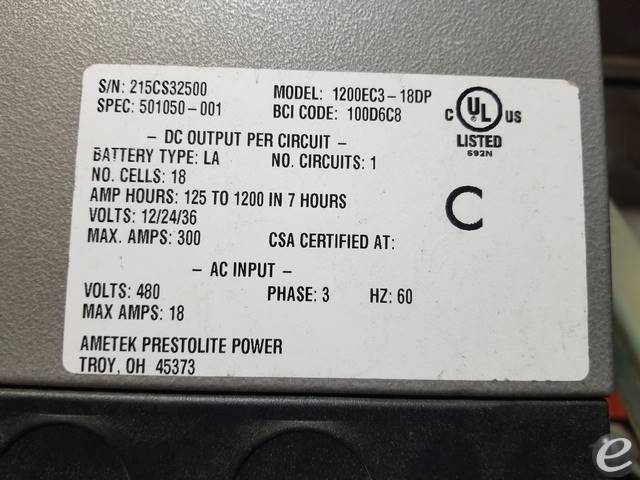 S/N: 215CS32500 MODEL: 1200EC3-18DP
SPEC: 501050-001 BCI CODE: 100D6C8
C UL US
LISTED
692N
- DC OUTPUT PER CIRCUIT -
BATTERY TYPE: LA NO. CIRCUITS: 1
NO. CELLS: 18
AMP HOURS: 125 TO 1200 IN 7 HOURS
VOLTS: 12/24/36
MAX. AMPS: 300 CSA CERTIFIED AT:
C
- AC INPUT -
VOLTS: 480 PHASE: 3 HZ: 60
MAX AMPS: 18
AMETEK PRESTOLITE POWER
TROY, OH 45373
e